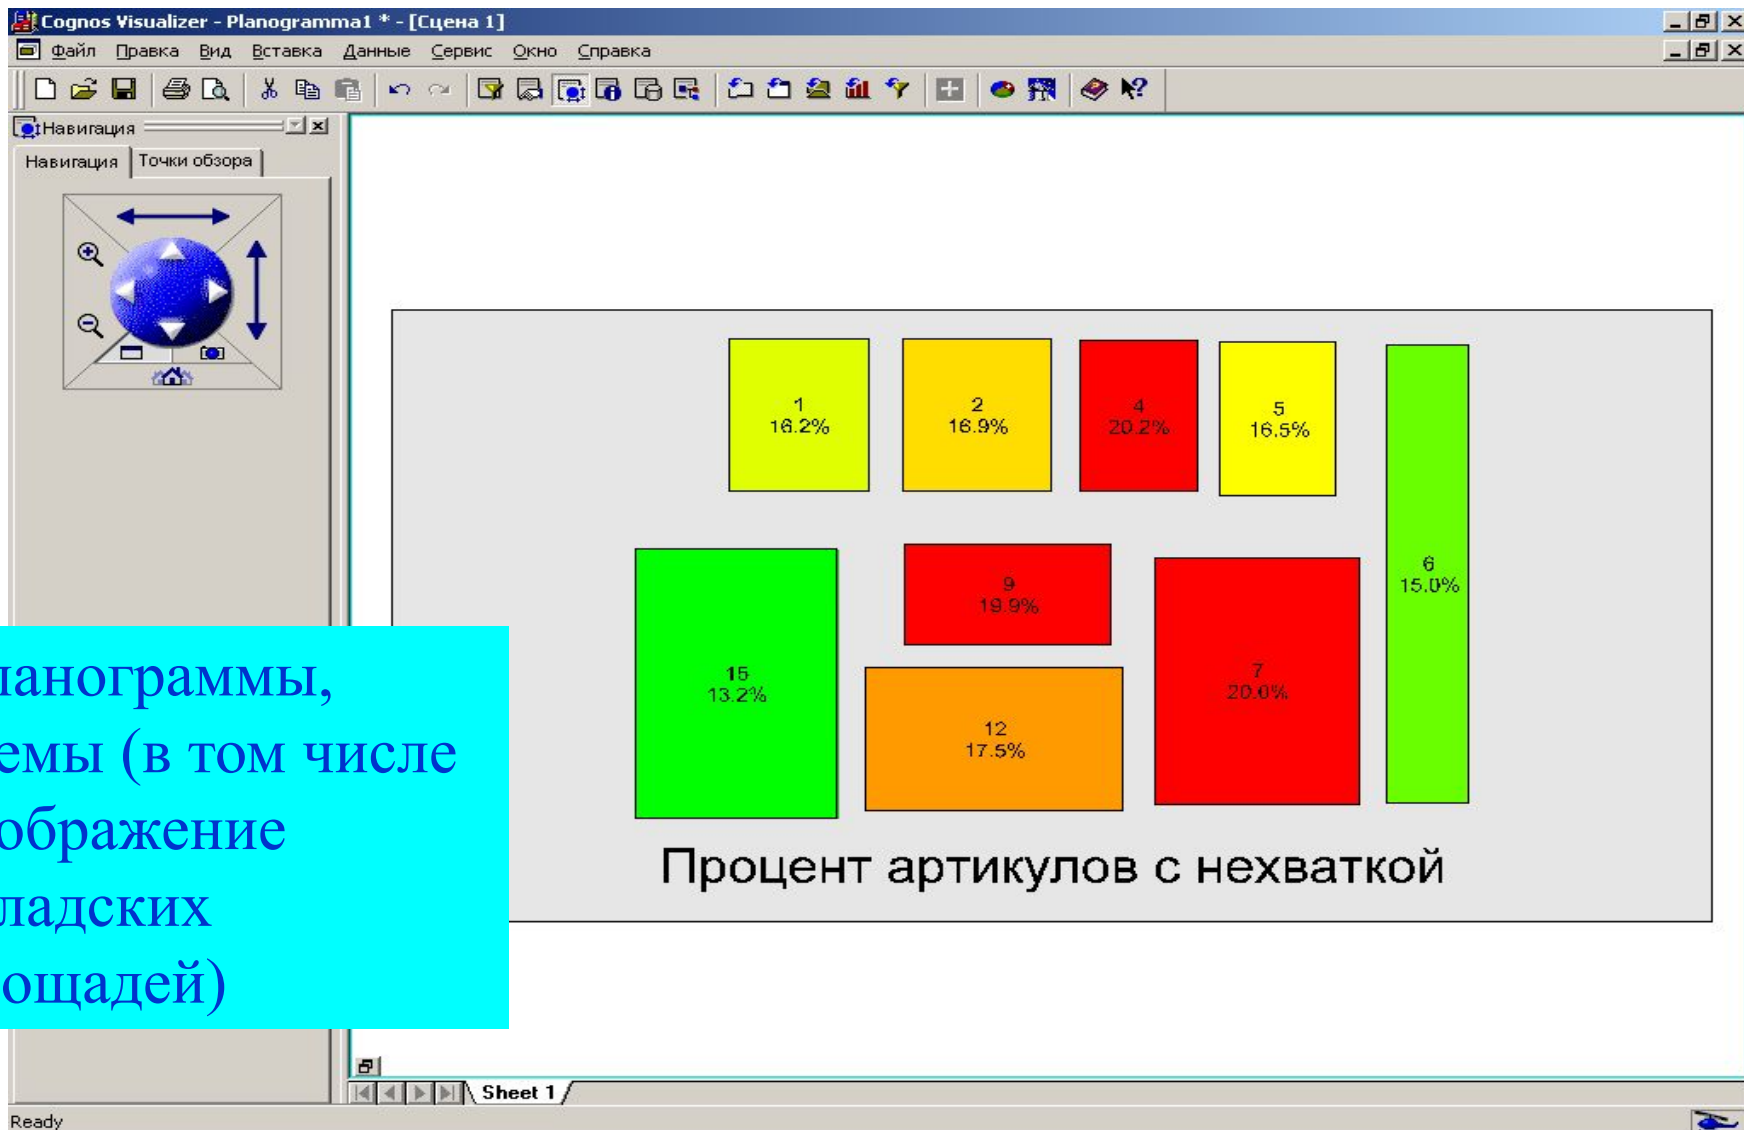 Cognos Visualizer - Planogramma1 * - [Сцена 1]
Файл Правка Вид Вставка Данные Сервис Окно Справка
Навигация
Навигация Точки обзора
1
16.2%
2
16.9%
4
20.2%
5
16.5%
6
15.0%
9
19.9%
15
13.2%
7
20.0%
12
17.5%
ланограммы,
емы (в том числе
ображение
ладских
ощадей)
Процент артикулов с нехваткой
Sheet 1
Ready